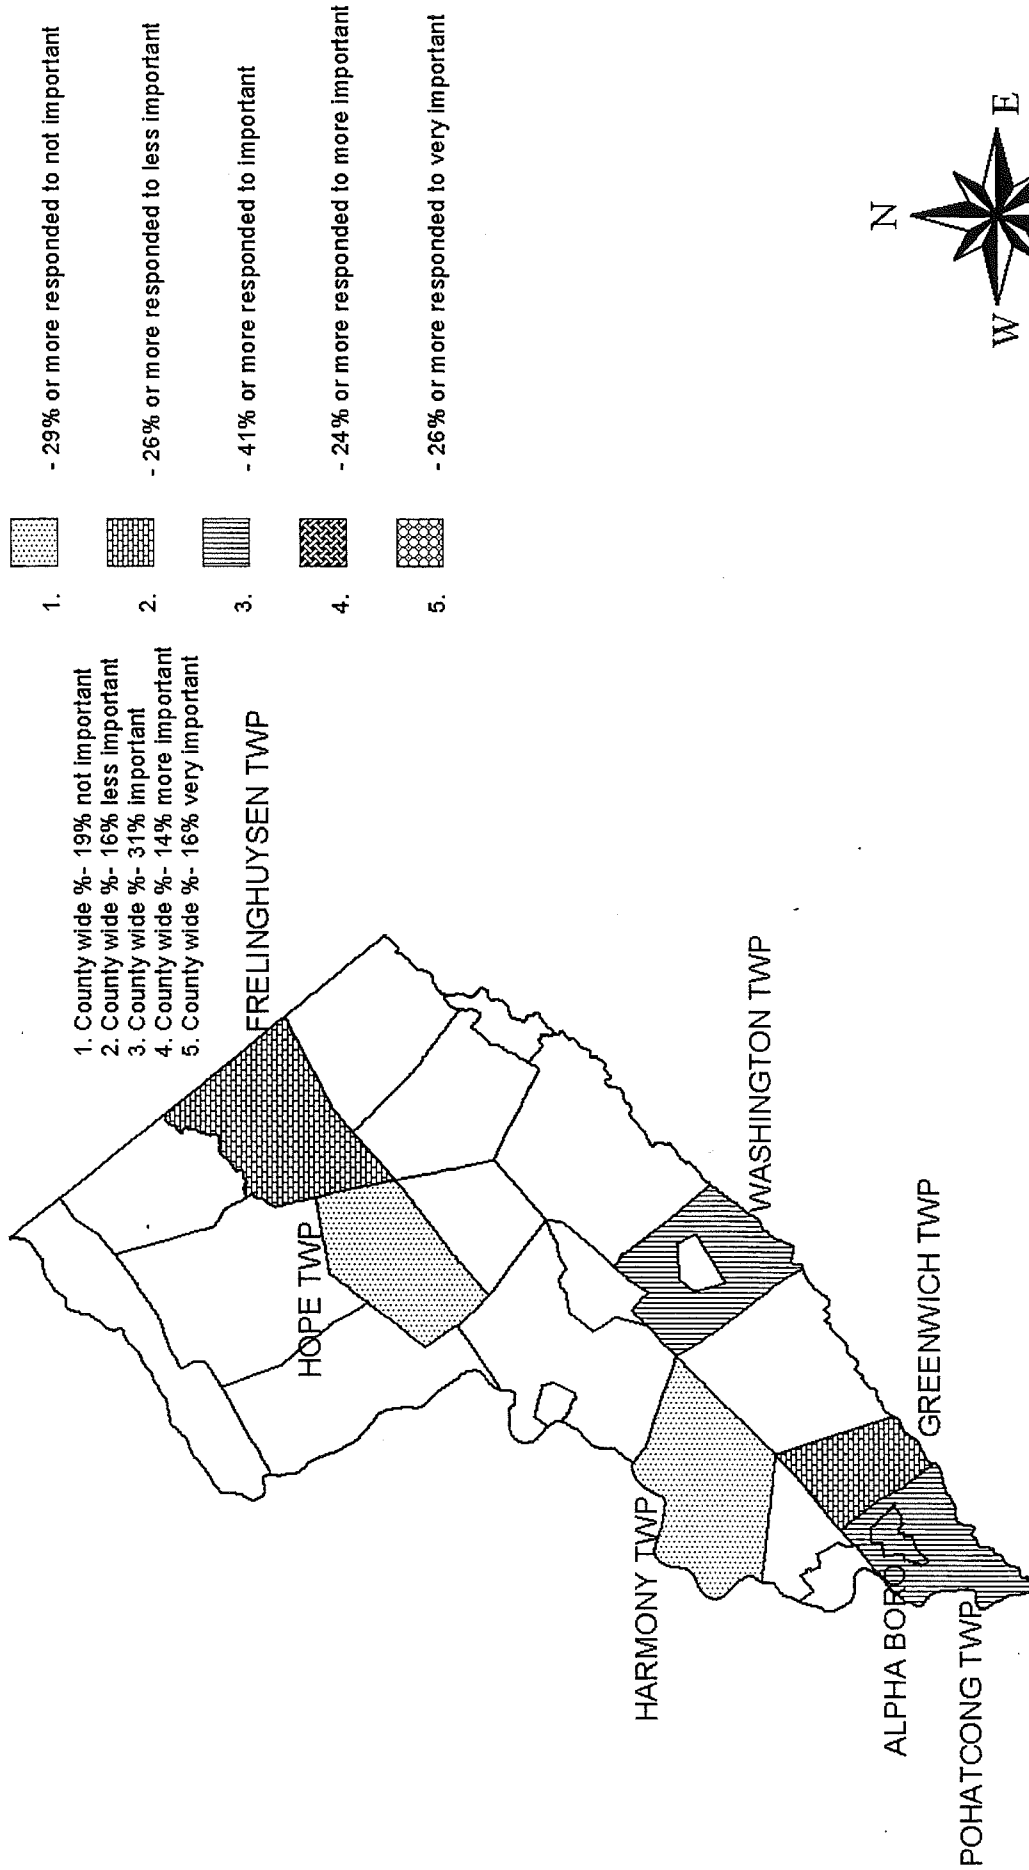 1. County wide %- 19% not important
2. County wide %- 16% less important
3. County wide %- 31% important
4. County wide %- 14% more important
5. County wide %- 16% very important
1. - 29% or more responded to not important
2. - 26% or more responded to less important
3. - 41% or more responded to important
4. - 24% or more responded to more important
5. - 26% or more responded to very important
FRELINGHUYSEN TWP
HOPE TWP
HARMONY TWP
WASHINGTON TWP
GREENWICH TWP
ALPHA BORO
POHATCONG TWP
N
W E